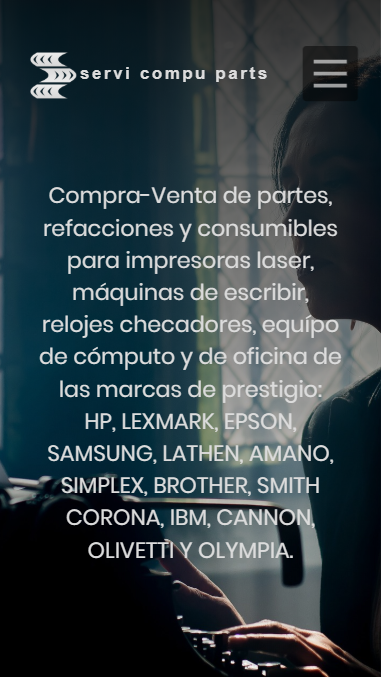 servi compu parts
Compra-Venta de partes,
refacciones y consumibles
para impresoras laser,
máquinas de escribir,
relojes checadores, equipo
de cómputo y de oficina de
las marcas de prestigio:
HP, LEXMARK, EPSON,
SAMSUNG, LATHEN, AMANO,
SIMPLEX, BROTHER, SMITH
CORONA, IBM, CANNON,
OLIVETTI Y OLYMPIA.